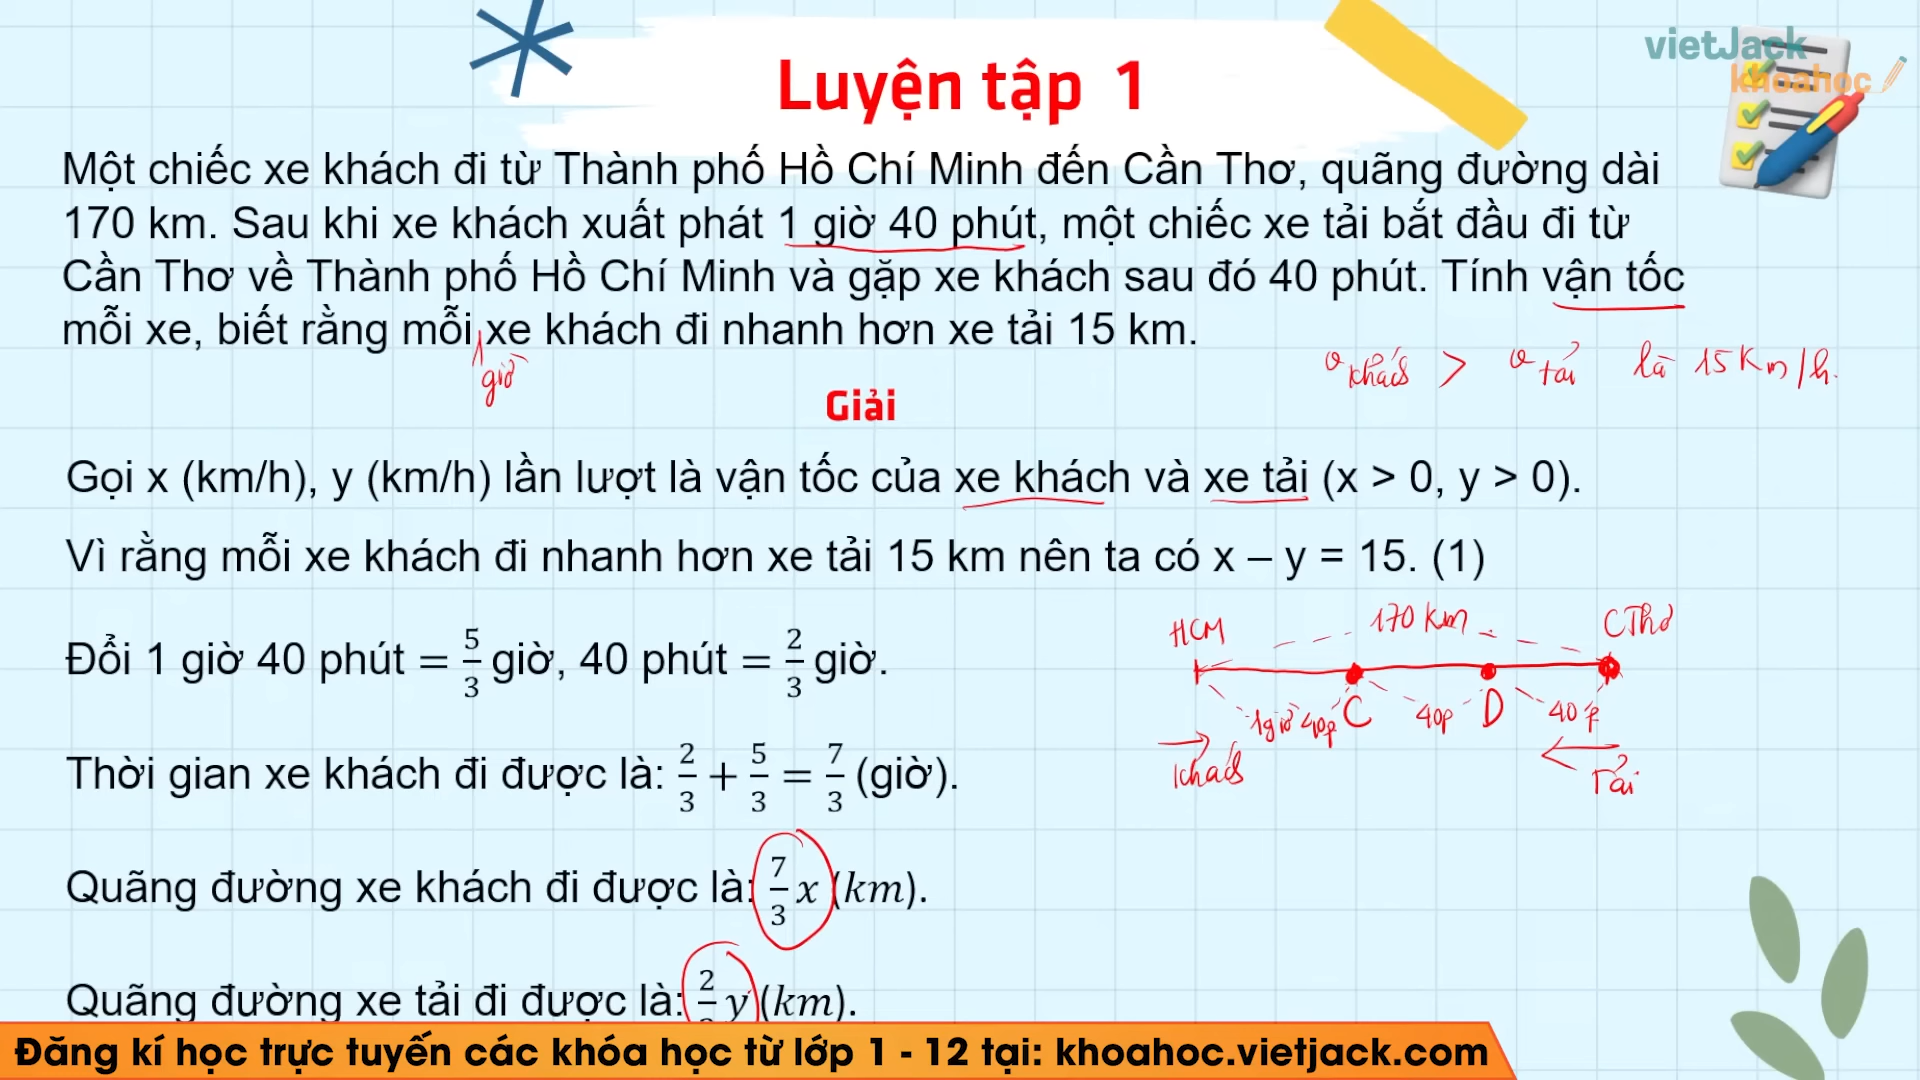 vietJack
khoahoc
Luyện tập 1
Một chiếc xe khách đi từ Thành phố Hồ Chí Minh đến Cần Thơ, quãng đường dài
170 km. Sau khi xe khách xuất phát 1 giờ 40 phút, một chiếc xe tải bắt đầu đi từ
Cần Thơ về Thành phố Hồ Chí Minh và gặp xe khách sau đó 40 phút. Tính vận tốc
mỗi xe, biết rằng mỗi xe khách đi nhanh hơn xe tải 15 km.
1 giờ
v khách > v tải là 15 Km/h.
Giải
Gọi x (km/h), y (km/h) lần lượt là vận tốc của xe khách và xe tải (x > 0, y > 0).
Vì rằng mỗi xe khách đi nhanh hơn xe tải 15 km nên ta có x – y = 15. (1)
HCM 170 Km CThơ
Đổi 1 giờ 40 phút = 5/3 giờ, 40 phút = 2/3 giờ.
1giờ 40p C 40p D 40p
Khách Tải
Thời gian xe khách đi được là: 2/3 + 5/3 = 7/3 (giờ).
Quãng đường xe khách đi được là: 7/3 x (km).
Quãng đường xe tải đi được là: 2/3 y (km).
Đăng kí học trực tuyến các khóa học từ lớp 1 - 12 tại: khoahoc.vietjack.com